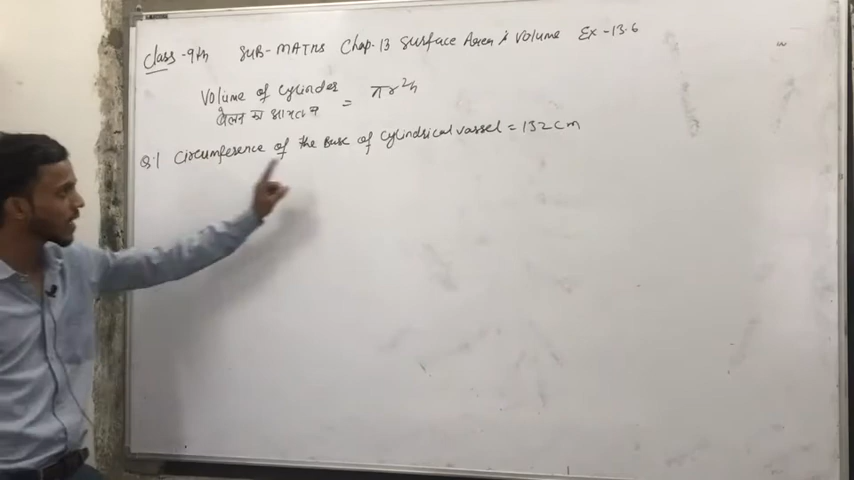 Class-9th SUB-MATHS Chap.13 Surface Area & Volume Ex-13.6
Volume of Cylinder = πr²h
बेलन का आयतन
Q.1 Circumference of the Base of Cylindrical vassel = 132 cm